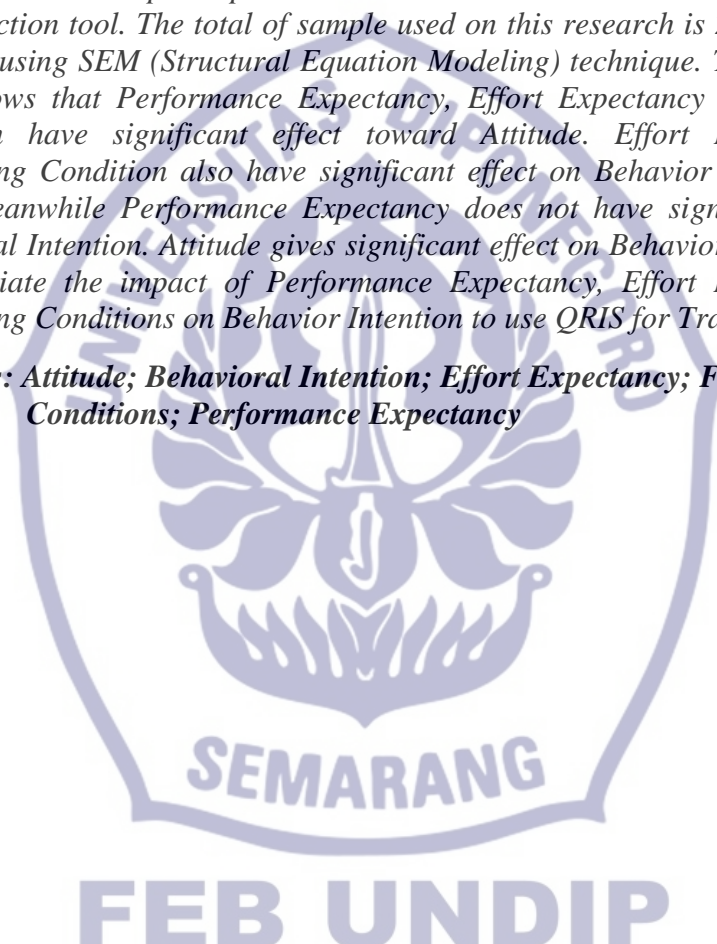 ction tool. The total of sample used on this research is
using SEM (Structural Equation Modeling) technique.
ows that Performance Expectancy, Effort Expectancy
have significant effect toward Attitude. Effort
ng Condition also have significant effect on Behavior
eanwhile Performance Expectancy does not have sign
al Intention. Attitude gives significant effect on Behavior
iate the impact of Performance Expectancy, Effort
ng Conditions on Behavior Intention to use QRIS for Tra
: Attitude; Behavioral Intention; Effort Expectancy; F
Conditions; Performance Expectancy
UNIVERSITAS DIPONEGORO
SEMARANG
FEB UNDIP